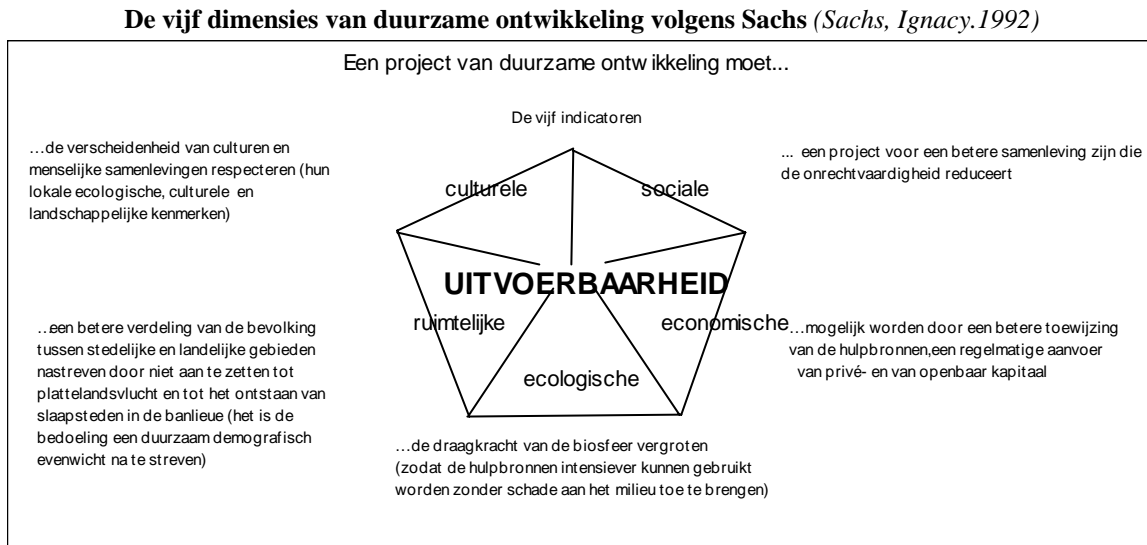 De vijf dimensies van duurzame ontwikkeling volgens Sachs (Sachs, Ignacy.1992)
Een project van duurzame ontwikkeling moet...
De vijf indicatoren
…de verscheidenheid van culturen en
menselijke samenlevingen respecteren (hun
lokale ecologische, culturele en
landschappelijke kenmerken)
... een project voor een betere samenleving zijn die
de onrechtvaardigheid reduceert
culturele
sociale
UITVOERBAARHEID
ruimtelijke
economische
ecologische
…een betere verdeling van de bevolking
tussen stedelijke en landelijke gebieden
nastreven door niet aan te zetten tot
plattelandsvlucht en tot het ontstaan van
slaapsteden in de banlieue (het is de
bedoeling een duurzaam demografisch
evenwicht na te streven)
…mogelijk worden door een betere toewijzing
van de hulpbronnen,een regelmatige aanvoer
van privé- en van openbaar kapitaal
…de draagkracht van de biosfeer vergroten
(zodat de hulpbronnen intensiever kunnen gebruikt
worden zonder schade aan het milieu toe te brengen)